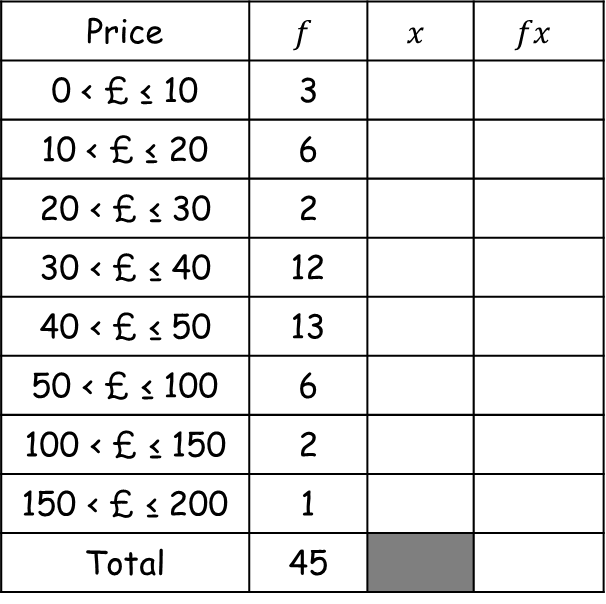 Price f x fx
0 < £ ≤ 10 3
10 < £ ≤ 20 6
20 < £ ≤ 30 2
30 < £ ≤ 40 12
40 < £ ≤ 50 13
50 < £ ≤ 100 6
100 < £ ≤ 150 2
150 < £ ≤ 200 1
Total 45